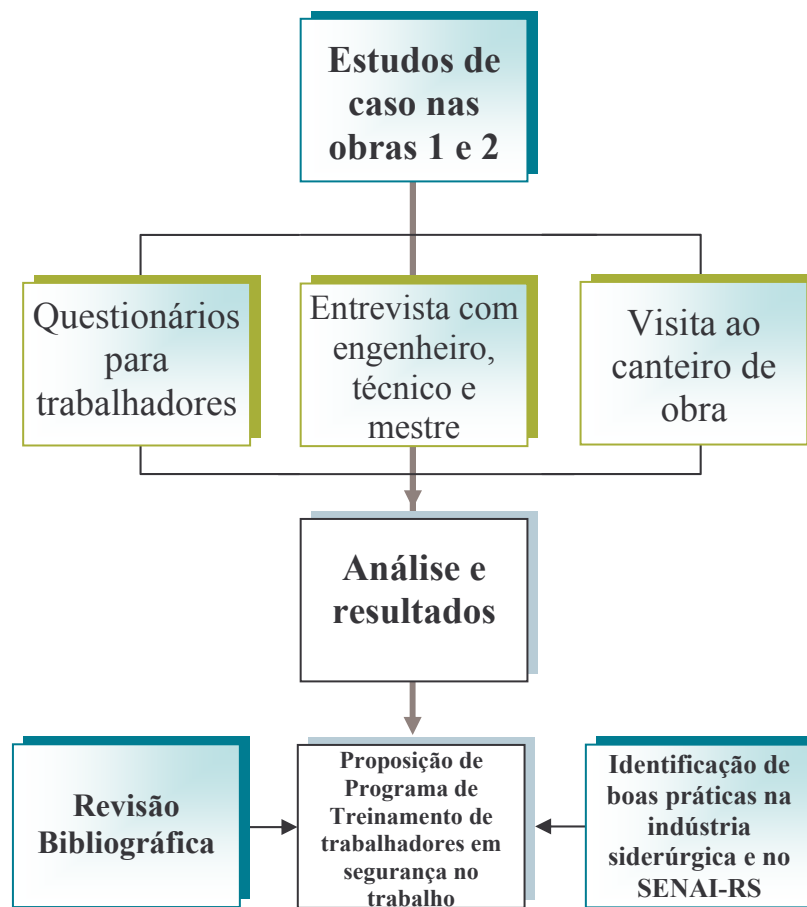 Estudos de
caso nas
obras 1 e 2
Questionários
para
trabalhadores
Entrevista com
engenheiro,
técnico e
mestre
Visita ao
canteiro de
obra
Análise e
resultados
Revisão
Bibliográfica
Proposição de
Programa de
Treinamento de
trabalhadores em
segurança no
trabalho
Identificação de
boas práticas na
indústria
siderúrgica e no
SENAI-RS